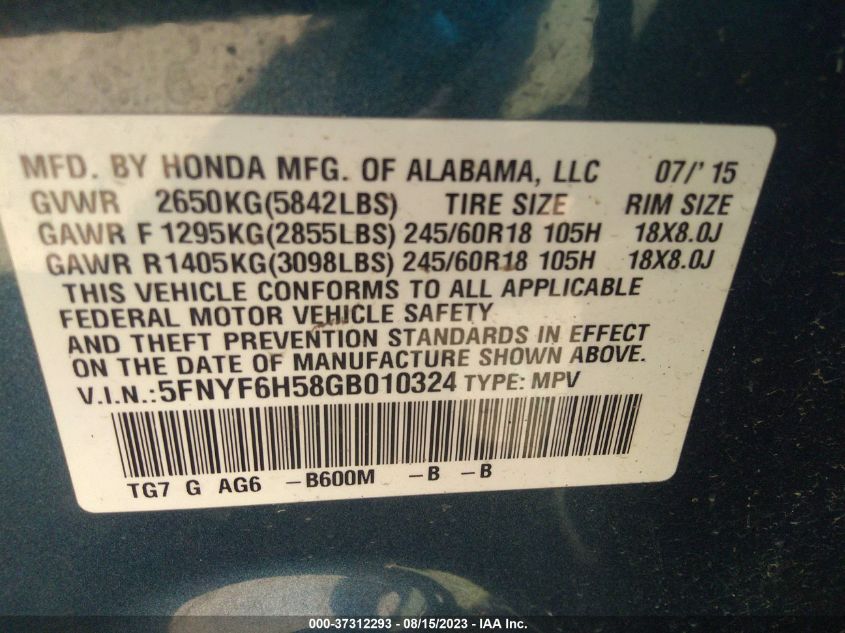 MFD. BY HONDA MFG. OF ALABAMA, LLC 07/' 15
GVWR 2650KG(5842LBS) TIRE SIZE RIM SIZE
GAWR F 1295KG(2855LBS) 245/60R18 105H 18X8.0J
GAWR R 1405KG(3098LBS) 245/60R18 105H 18X8.0J
THIS VEHICLE CONFORMS TO ALL APPLICABLE
FEDERAL MOTOR VEHICLE SAFETY
AND THEFT PREVENTION STANDARDS IN EFFECT
ON THE DATE OF MANUFACTURE SHOWN ABOVE.
V.I.N.:5FNYF6H58GB010324 TYPE: MPV
TG7 G AG6 -B600M -B -B
000-37312293 - 08/15/2023 - IAA Inc.